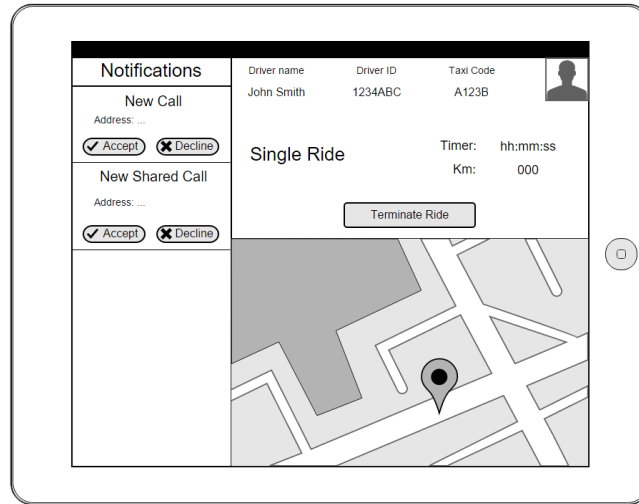 Notifications
New Call
Address: ...
Accept Decline
New Shared Call
Address: ...
Accept Decline
Driver name Driver ID Taxi Code
John Smith 1234ABC A123B
Single Ride
Timer: hh:mm:ss
Km: 000
Terminate Ride